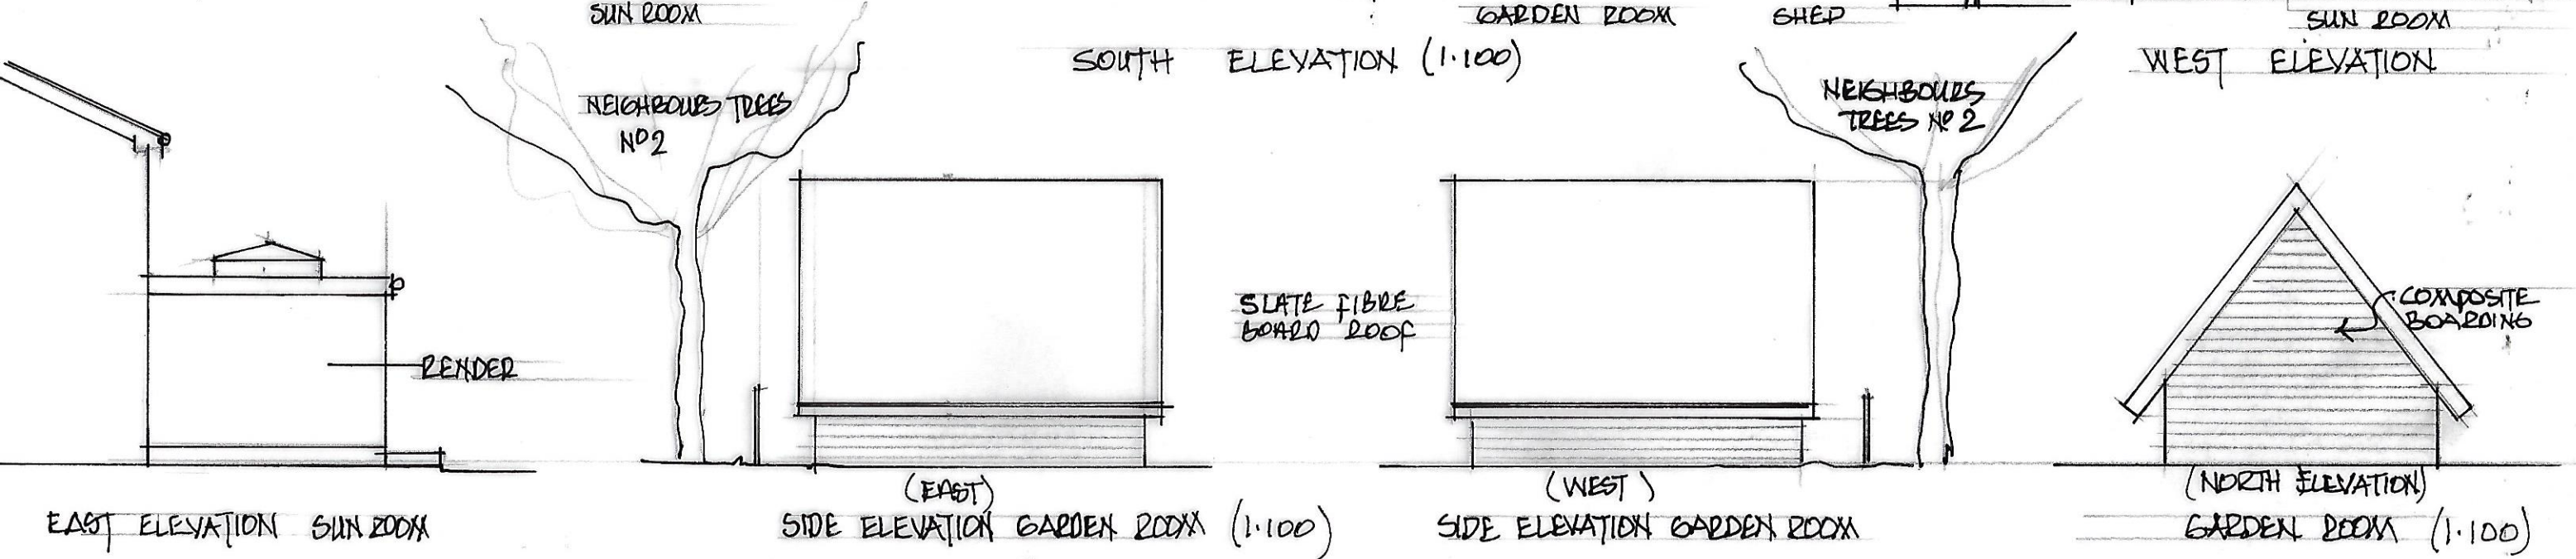 SUN ROOM
GARDEN ROOM
SHED
SUN ROOM
SOUTH ELEVATION (1·100)
WEST ELEVATION
NEIGHBOURS TREES
Nº2
NEIGHBOURS
TREES Nº2
SLATE FIBRE
BOARD ROOF
COMPOSITE
BOARDING
RENDER
(EAST)
(WEST)
(NORTH ELEVATION)
EAST ELEVATION SUN ROOM
SIDE ELEVATION GARDEN ROOM (1·100)
SIDE ELEVATION GARDEN ROOM
GARDEN ROOM (1·100)